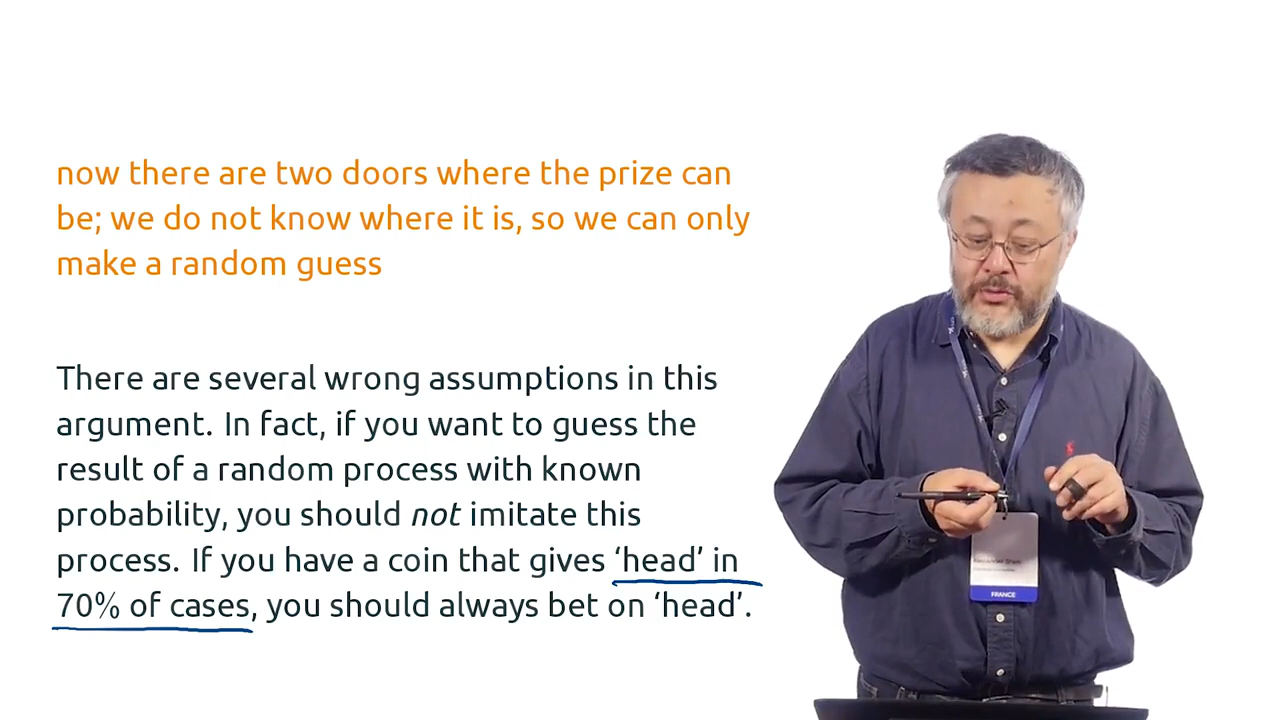 now there are two doors where the prize can
be; we do not know where it is, so we can only
make a random guess
There are several wrong assumptions in this
argument. In fact, if you want to guess the
result of a random process with known
probability, you should not imitate this
process. If you have a coin that gives ‘head’ in
70% of cases, you should always bet on ‘head’.
FRANCE